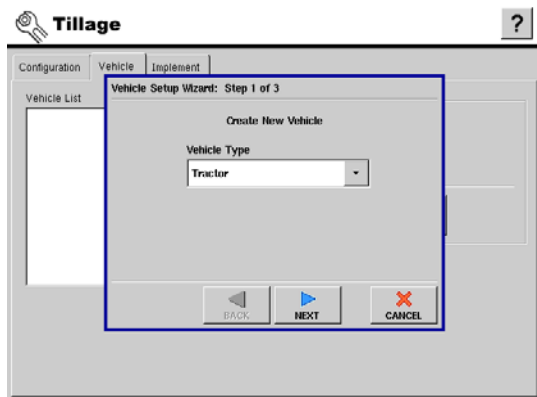 Tillage
?
Configuration Vehicle Implement
Vehicle List
Vehicle Setup Wizard: Step 1 of 3
Create New Vehicle
Vehicle Type
Tractor
BACK NEXT CANCEL